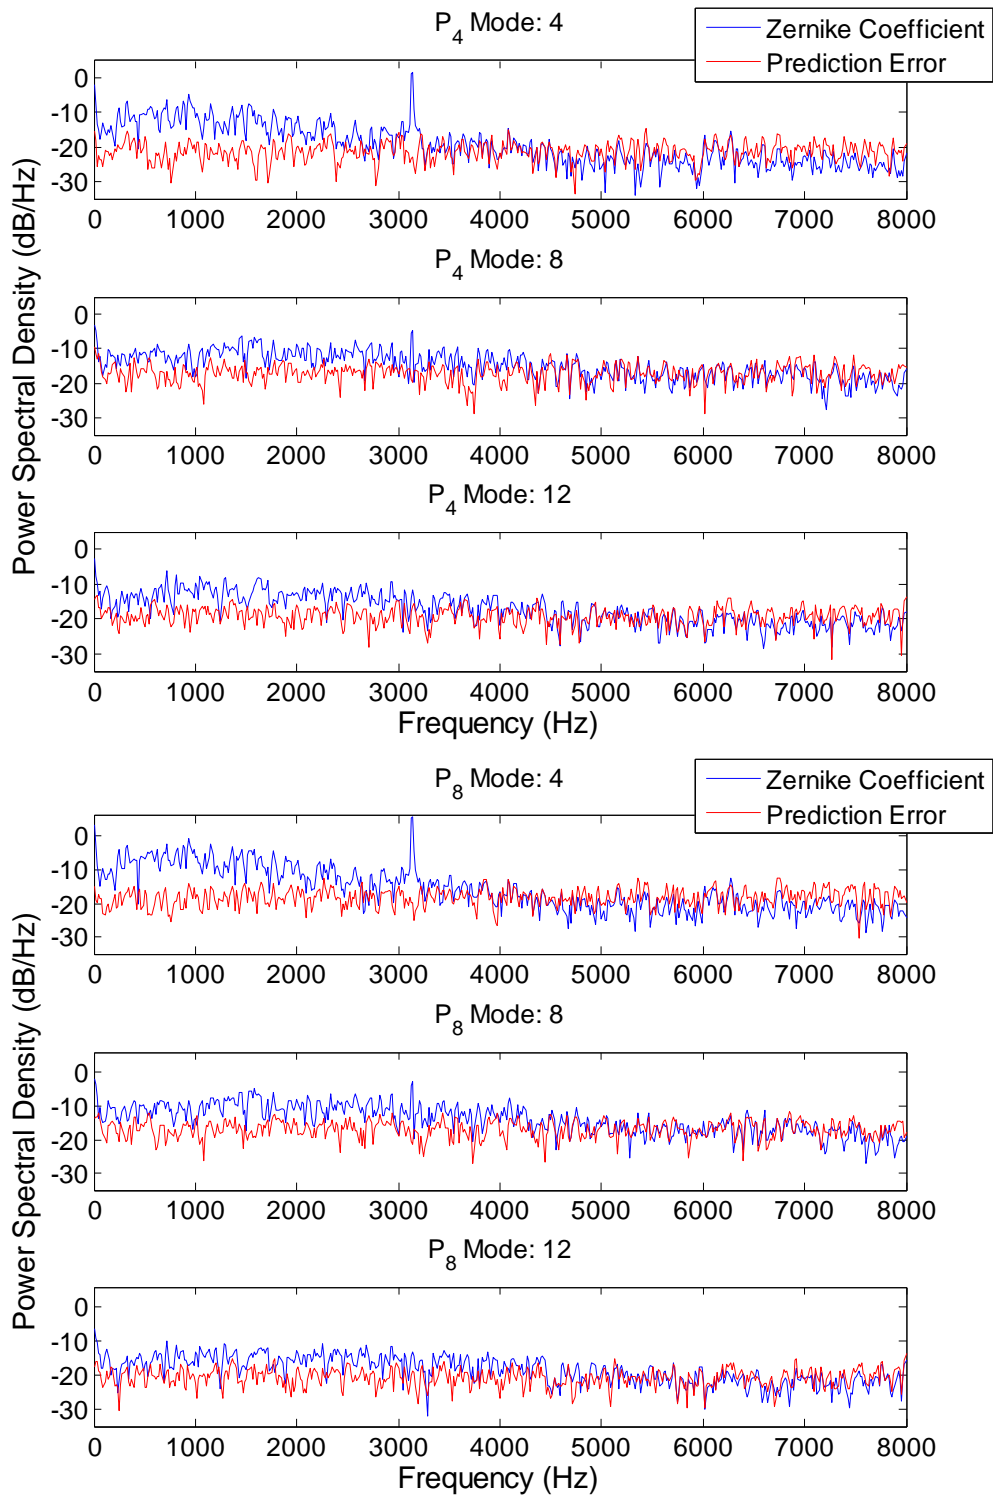 P4 Mode: 4
Zernike Coefficient
Prediction Error
0
-10
-20
-30
0 1000 2000 3000 4000 5000 6000 7000 8000
P4 Mode: 8
0
-10
-20
-30
0 1000 2000 3000 4000 5000 6000 7000 8000
P4 Mode: 12
0
-10
-20
-30
0 1000 2000 3000 4000 5000 6000 7000 8000
Frequency (Hz)
Power Spectral Density (dB/Hz)
P8 Mode: 4
Zernike Coefficient
Prediction Error
0
-10
-20
-30
0 1000 2000 3000 4000 5000 6000 7000 8000
P8 Mode: 8
0
-10
-20
-30
0 1000 2000 3000 4000 5000 6000 7000 8000
P8 Mode: 12
0
-10
-20
-30
0 1000 2000 3000 4000 5000 6000 7000 8000
Frequency (Hz)
Power Spectral Density (dB/Hz)